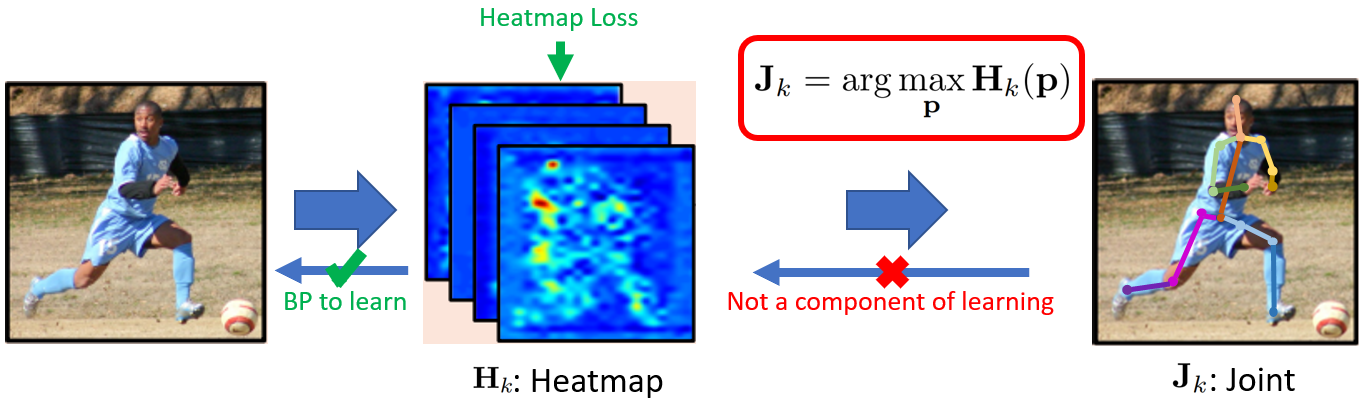 Heatmap Loss
J_k = arg max_p H_k(p)
BP to learn
Not a component of learning
H_k: Heatmap
J_k: Joint